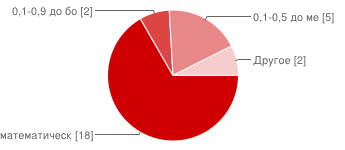 0,1-0,9 до бо [2]
0,1-0,5 до ме [5]
Другое [2]
математическ [18]